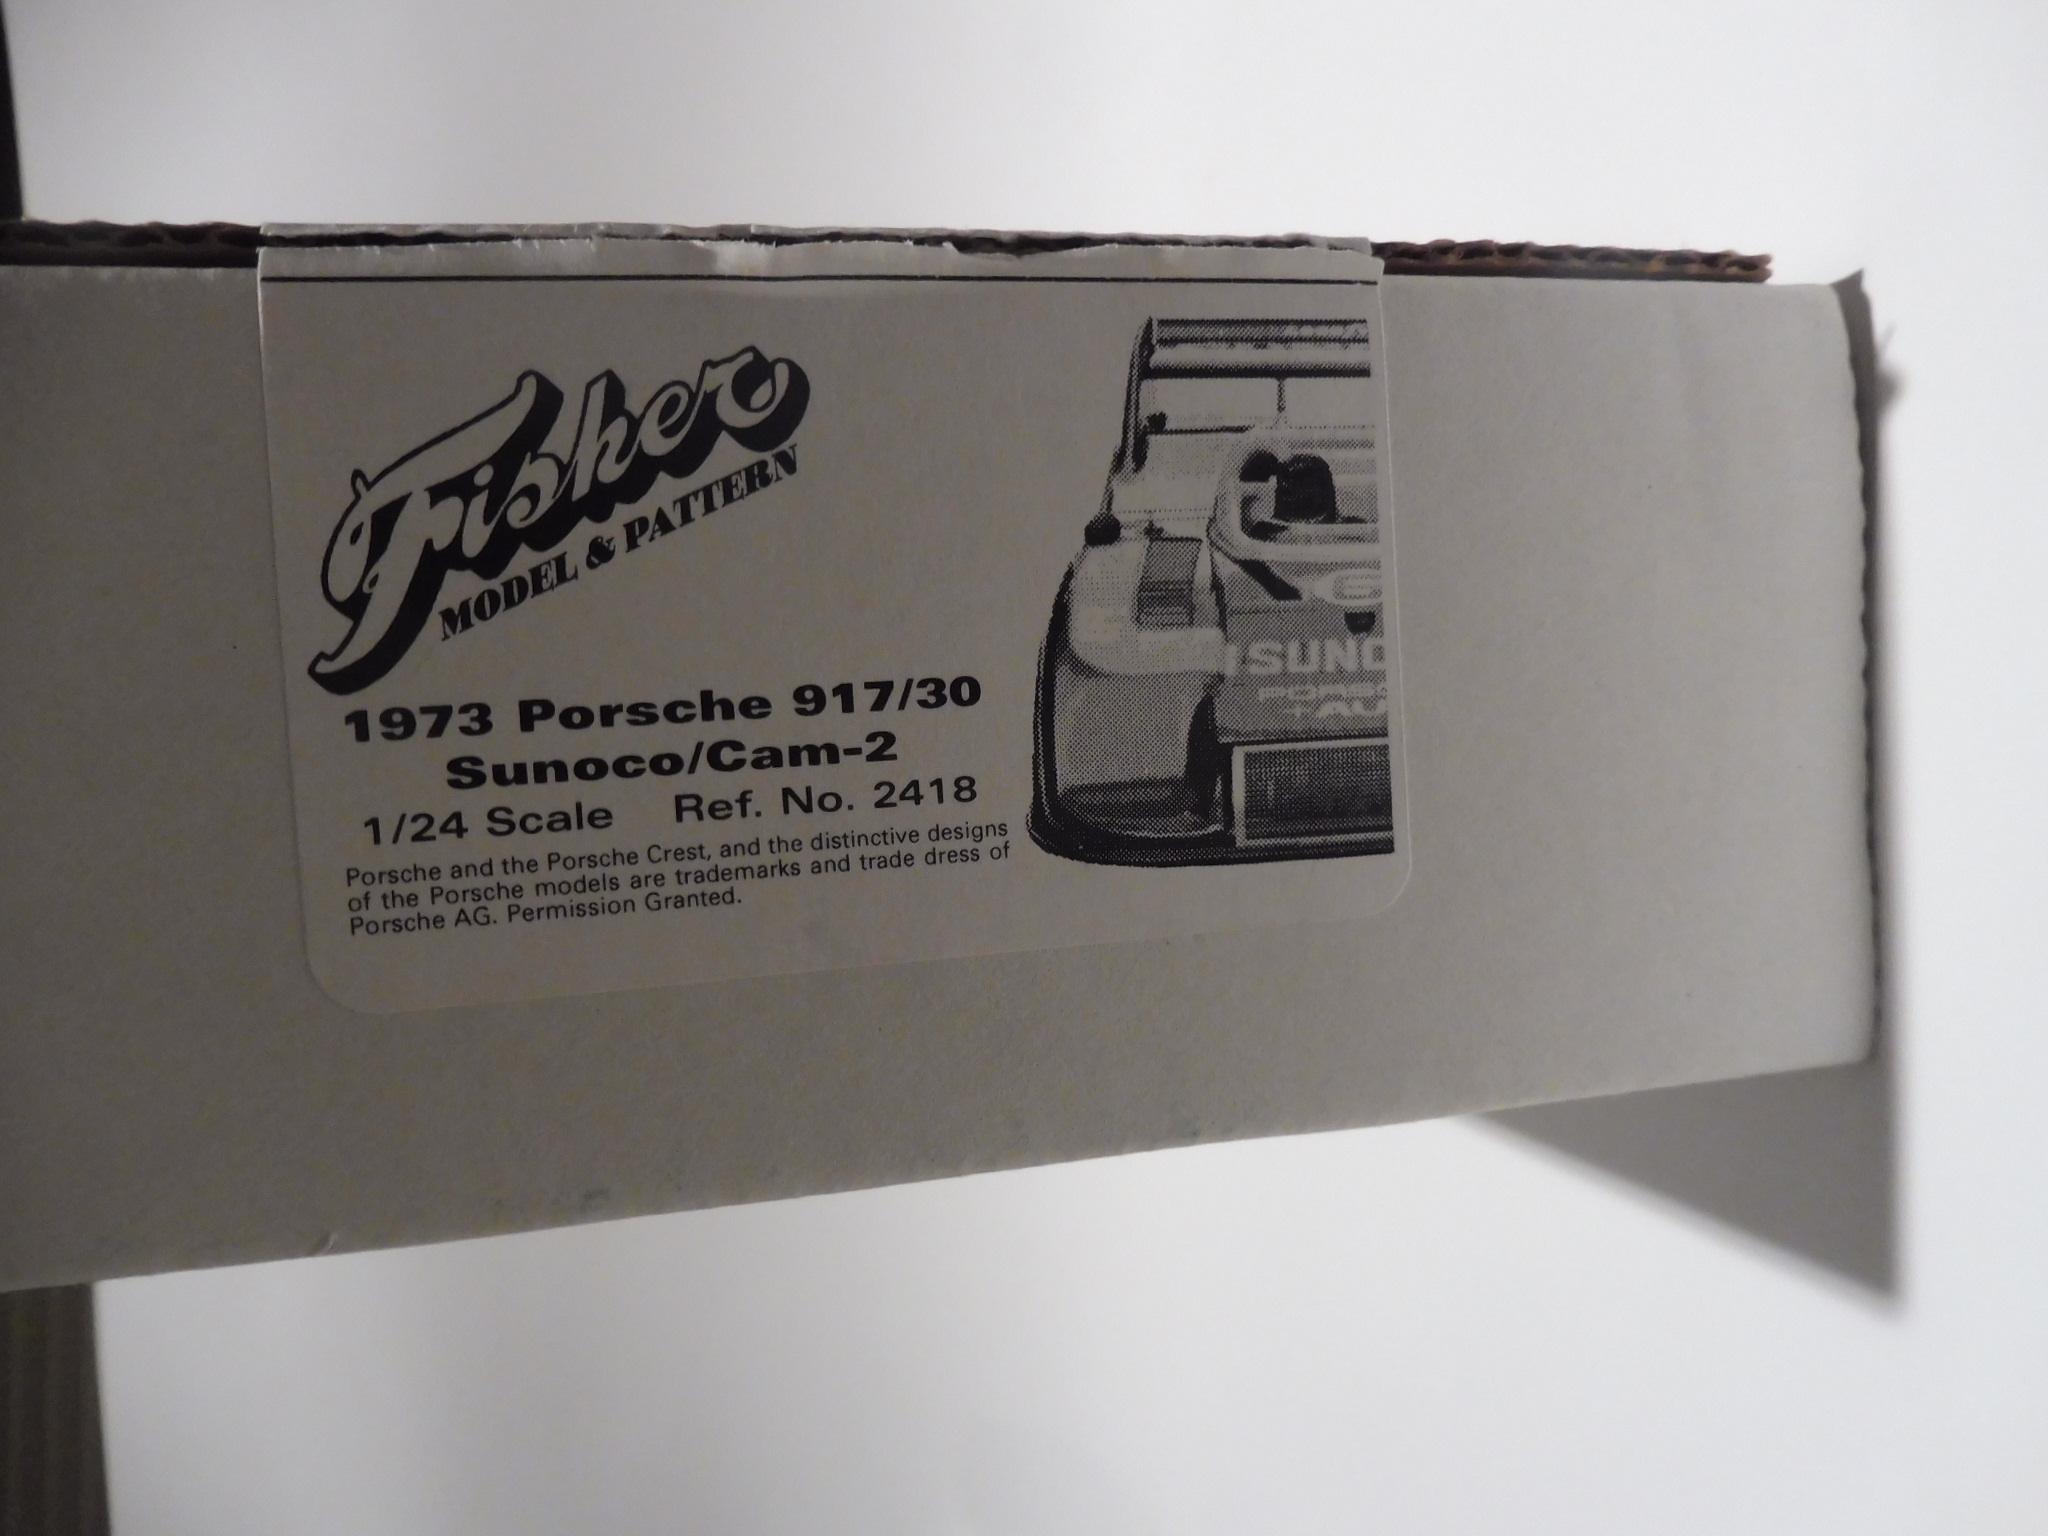 Fisher
MODEL & PATTERN
1973 Porsche 917/30
Sunoco/Cam-2
1/24 Scale Ref. No. 2418
Porsche and the Porsche Crest, and the distinctive designs
of the Porsche models are trademarks and trade dress of
Porsche AG. Permission Granted.
SUNO
PORSC
+AU